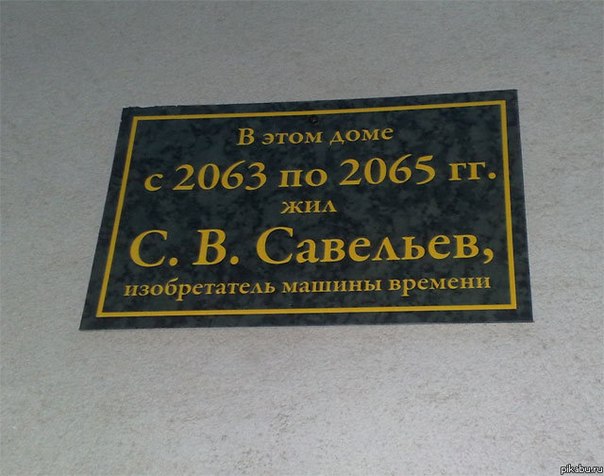 В этом доме
с 2063 по 2065 гг.
жил
С. В. Савельев,
изобретатель машины времени
pikabu.ru